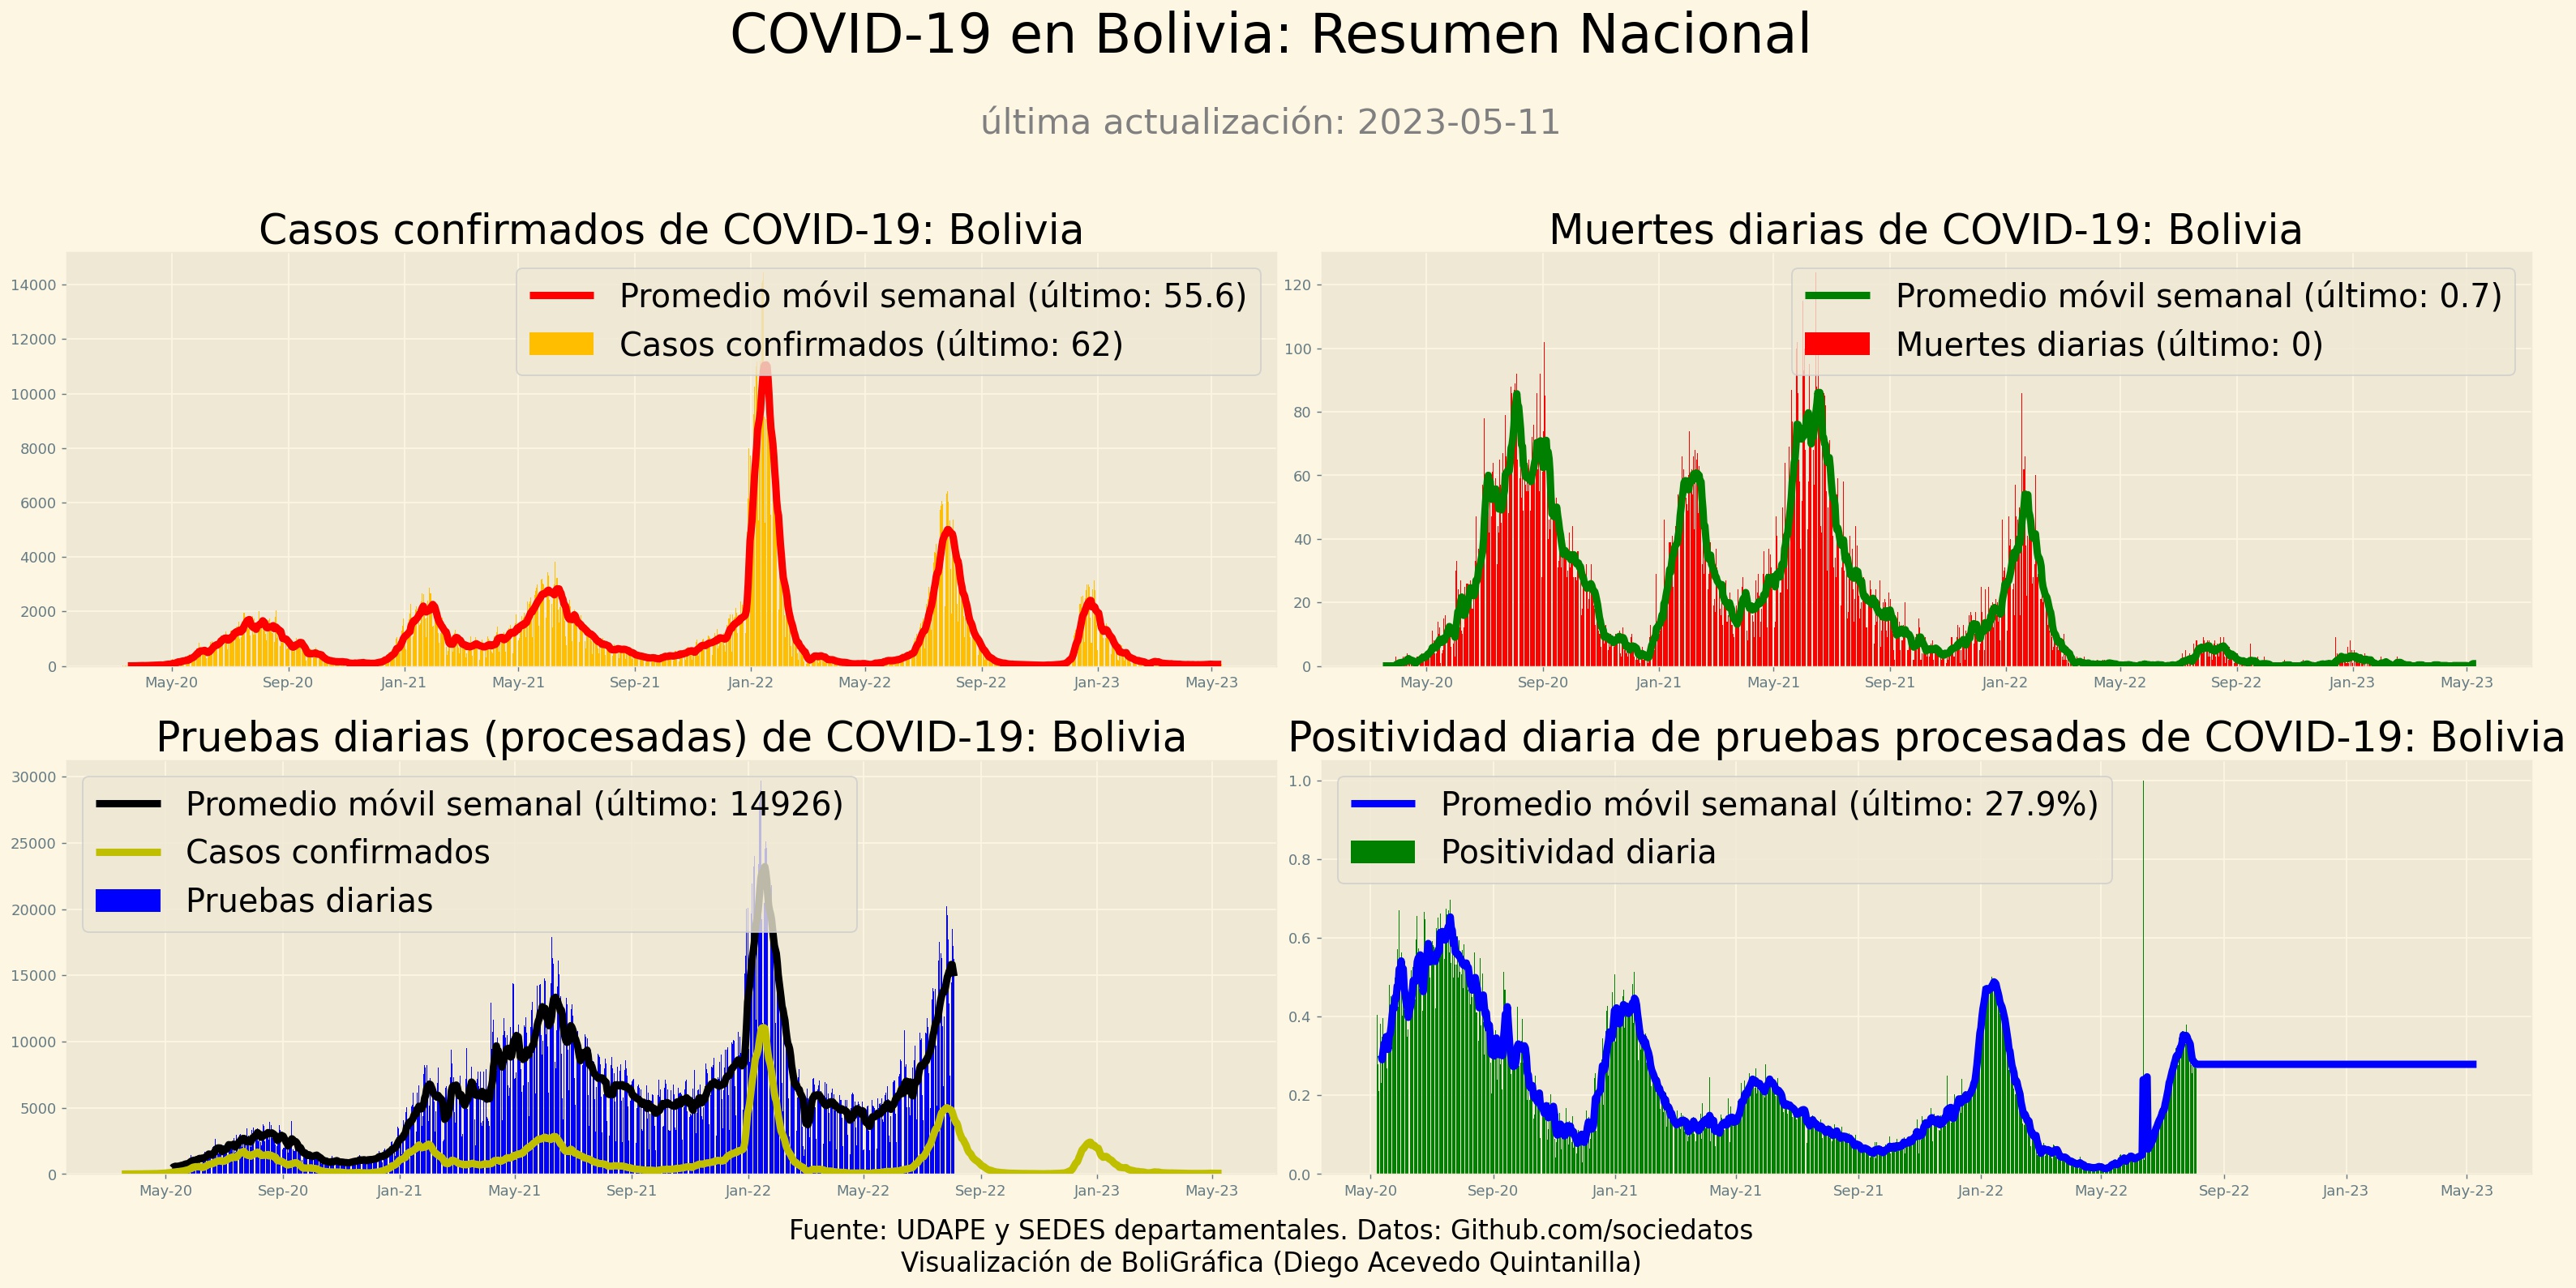 COVID-19 en Bolivia: Resumen Nacional
última actualización: 2023-05-11
Casos confirmados de COVID-19: Bolivia
14000
12000
10000
8000
6000
4000
2000
0
Promedio móvil semanal (último: 55.6)
Casos confirmados (último: 62)
May-20 Sep-20 Jan-21 May-21 Sep-21 Jan-22 May-22 Sep-22 Jan-23 May-23
Muertes diarias de COVID-19: Bolivia
120
100
80
60
40
20
0
Promedio móvil semanal (último: 0.7)
Muertes diarias (último: 0)
May-20 Sep-20 Jan-21 May-21 Sep-21 Jan-22 May-22 Sep-22 Jan-23 May-23
Pruebas diarias (procesadas) de COVID-19: Bolivia
30000
25000
20000
15000
10000
5000
0
Promedio móvil semanal (último: 14926)
Casos confirmados
Pruebas diarias
May-20 Sep-20 Jan-21 May-21 Sep-21 Jan-22 May-22 Sep-22 Jan-23 May-23
Positividad diaria de pruebas procesadas de COVID-19: Bolivia
1.0
0.8
0.6
0.4
0.2
0.0
Promedio móvil semanal (último: 27.9%)
Positividad diaria
May-20 Sep-20 Jan-21 May-21 Sep-21 Jan-22 May-22 Sep-22 Jan-23 May-23
Fuente: UDAPE y SEDES departamentales. Datos: Github.com/sociedatos
Visualización de BoliGráfica (Diego Acevedo Quintanilla)